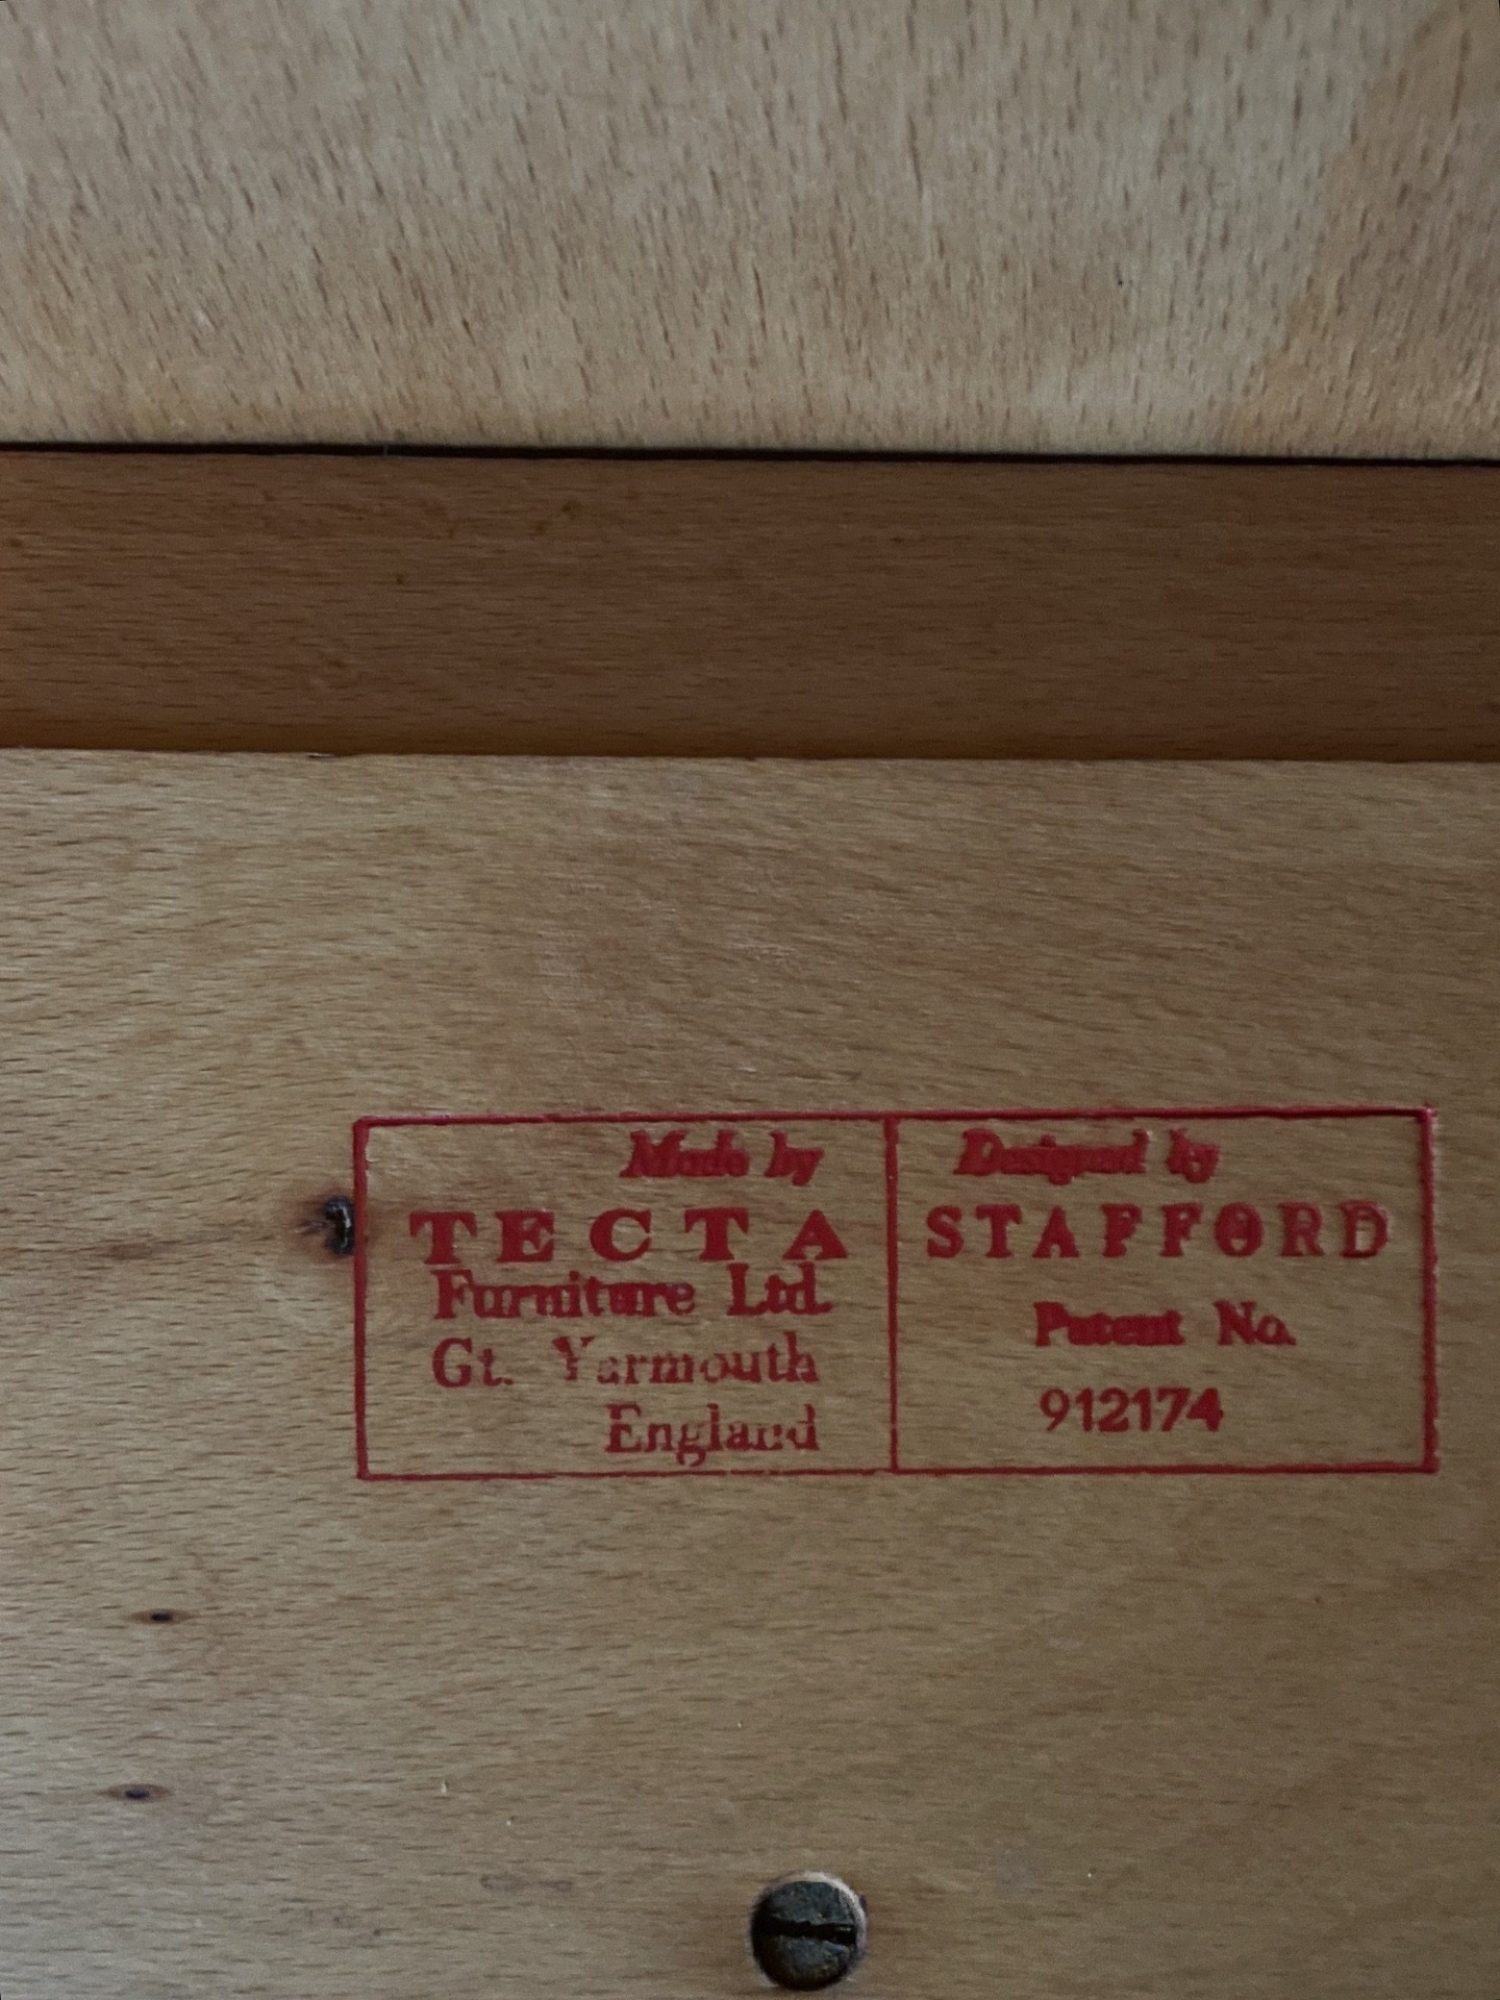 Made by
TECTA
Furniture Ltd.
Gt. Yarmouth
England
Designed by
STAFFORD
Patent No.
912174